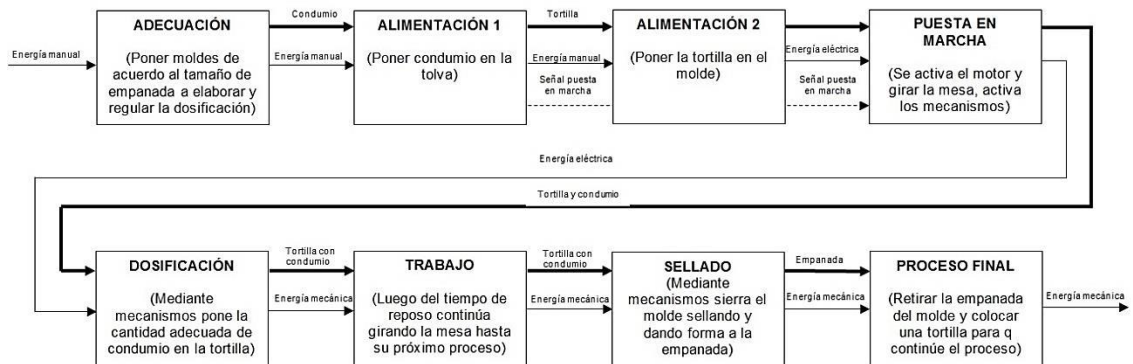 Energía manual
ADECUACIÓN
(Poner moldes de
acuerdo al tamaño de
empanada a elaborar y
regular la dosificación)
Condumio
Energía manual
ALIMENTACIÓN 1
(Poner condumio en la
tolva)
Tortilla
Energía manual
Señal puesta
en marcha
ALIMENTACIÓN 2
(Poner la tortilla en el
molde)
Energía eléctrica
Señal puesta
en marcha
PUESTA EN
MARCHA
(Se activa el motor y
girar la mesa, activa
los mecanismos)
Energía eléctrica
Tortilla y condumio
DOSIFICACIÓN
(Mediante
mecanismos pone la
cantidad adecuada de
condumio en la tortilla)
Tortilla con
condumio
Energía mecánica
TRABAJO
(Luego del tiempo de
reposo continúa
girando la mesa hasta
su próximo proceso)
Tortilla con
condumio
Energía mecánica
SELLADO
(Mediante
mecanismos sierra el
molde sellando y
dando forma a la
empanada)
Empanada
Energía mecánica
PROCESO FINAL
(Retirar la empanada
del molde y colocar
una tortilla para q
continúe el proceso)
Energía mecánica